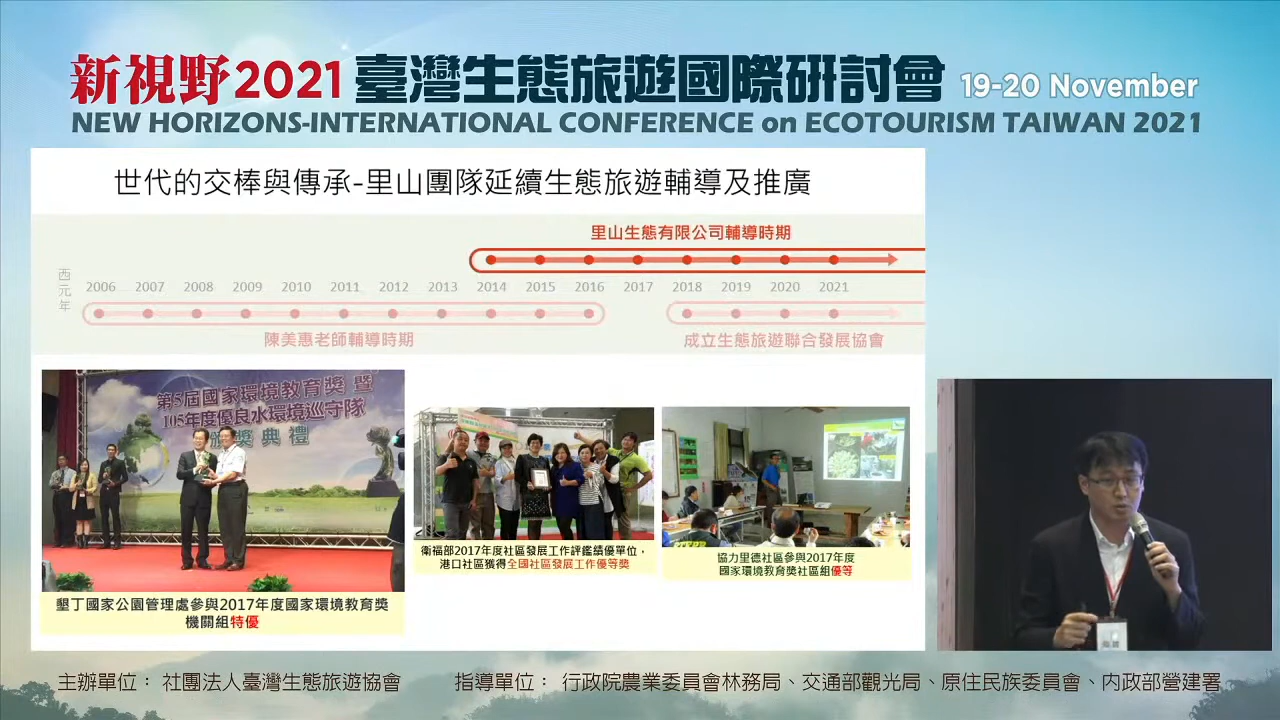 新視野2021臺灣生態旅遊國際研討會 19-20 November
NEW HORIZONS-INTERNATIONAL CONFERENCE on ECOTOURISM TAIWAN 2021
世代的交棒與傳承-里山團隊延續生態旅遊輔導及推廣
里山生態有限公司輔導時期
西元年
2006 2007 2008 2009 2010 2011 2012 2013 2014 2015 2016 2017 2018 2019 2020 2021
陳美惠老師輔導時期
成立生態旅遊聯合發展協會
第5屆國家環境教育獎暨
105年度優良水環境巡守隊
頒獎典禮
墾丁國家公園管理處參與2017年度國家環境教育獎
機關組特優
衛福部2017年度社區發展工作評鑑績優單位，
港口社區獲得全國社區發展工作優等獎
協力里德社區參與2017年度
國家環境教育獎社區組優等
主辦單位： 社團法人臺灣生態旅遊協會
指導單位： 行政院農業委員會林務局、交通部觀光局、原住民族委員會、內政部營建署